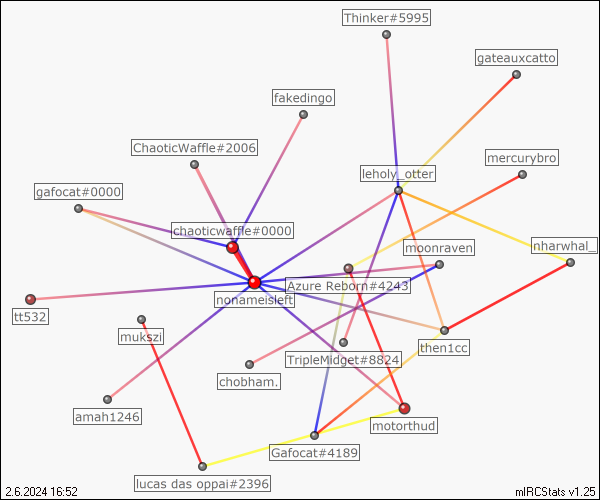 Thinker#5995
gateauxcatto
fakedingo
ChaoticWaffle#2006
mercurybro
leholy_otter
gafocat#0000
chaoticwaffle#0000
moonraven
nharwhal_
Azure Reborn#4243
nonameisleft
tt532
mukszi
then1cc
TripleMidget#8824
chobham.
amah1246
motorthud
Gafocat#4189
lucas das oppai#2396
2.6.2024 16:52
mIRCStats v1.25